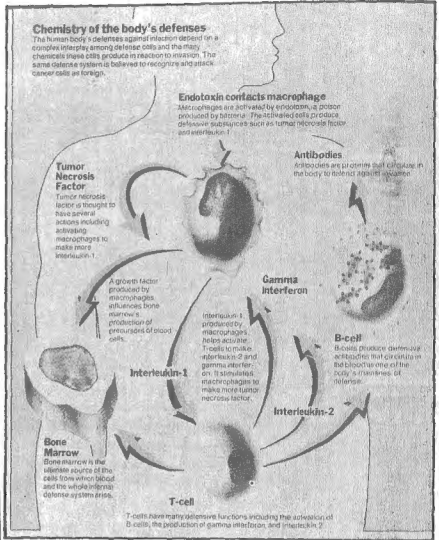 Chemistry of the body's defenses
The human body's defenses against infection depend on a
complex interplay among defense cells and the many
chemicals these cells produce in reaction to invasion. The
same defense system is believed to recognize and attack
cancer cells as foreign.
Endotoxin contacts macrophage
Macrophages are activated by endotoxin, a poison
produced by bacteria. The activated cells produce
defensive substances such as tumor necrosis factor
and interleukin-1.
Tumor
Necrosis
Factor
Tumor necrosis
factor is thought to
have several
actions including
activating
macrophages to
make more
interleukin-1.
Antibodies
Antibodies are proteins that circulate in
the body to defend against invasion.
A growth factor
produced by
macrophages
influences bone
marrow's
production of
precursors of blood
cells.
Gamma
Interferon
Interleukin-1
produced by
macrophages,
helps activate
T-cells to make
interleukin-2 and
gamma interfer-
on. It stimulates
macrophages to
make more tumor
necrosis factor.
B-cell
B-cells produce defensive
antibodies that circulate in
the blood as one of the
body's mainlines of
defense.
Interleukin-1
Interleukin-2
Bone
Marrow
Bone marrow is the
ultimate source of the
cells from which blood
and the whole internal
defense system arise.
T-cell
T-cells have many defensive functions including the activation of
B-cells, the production of gamma interferon, and interleukin 2